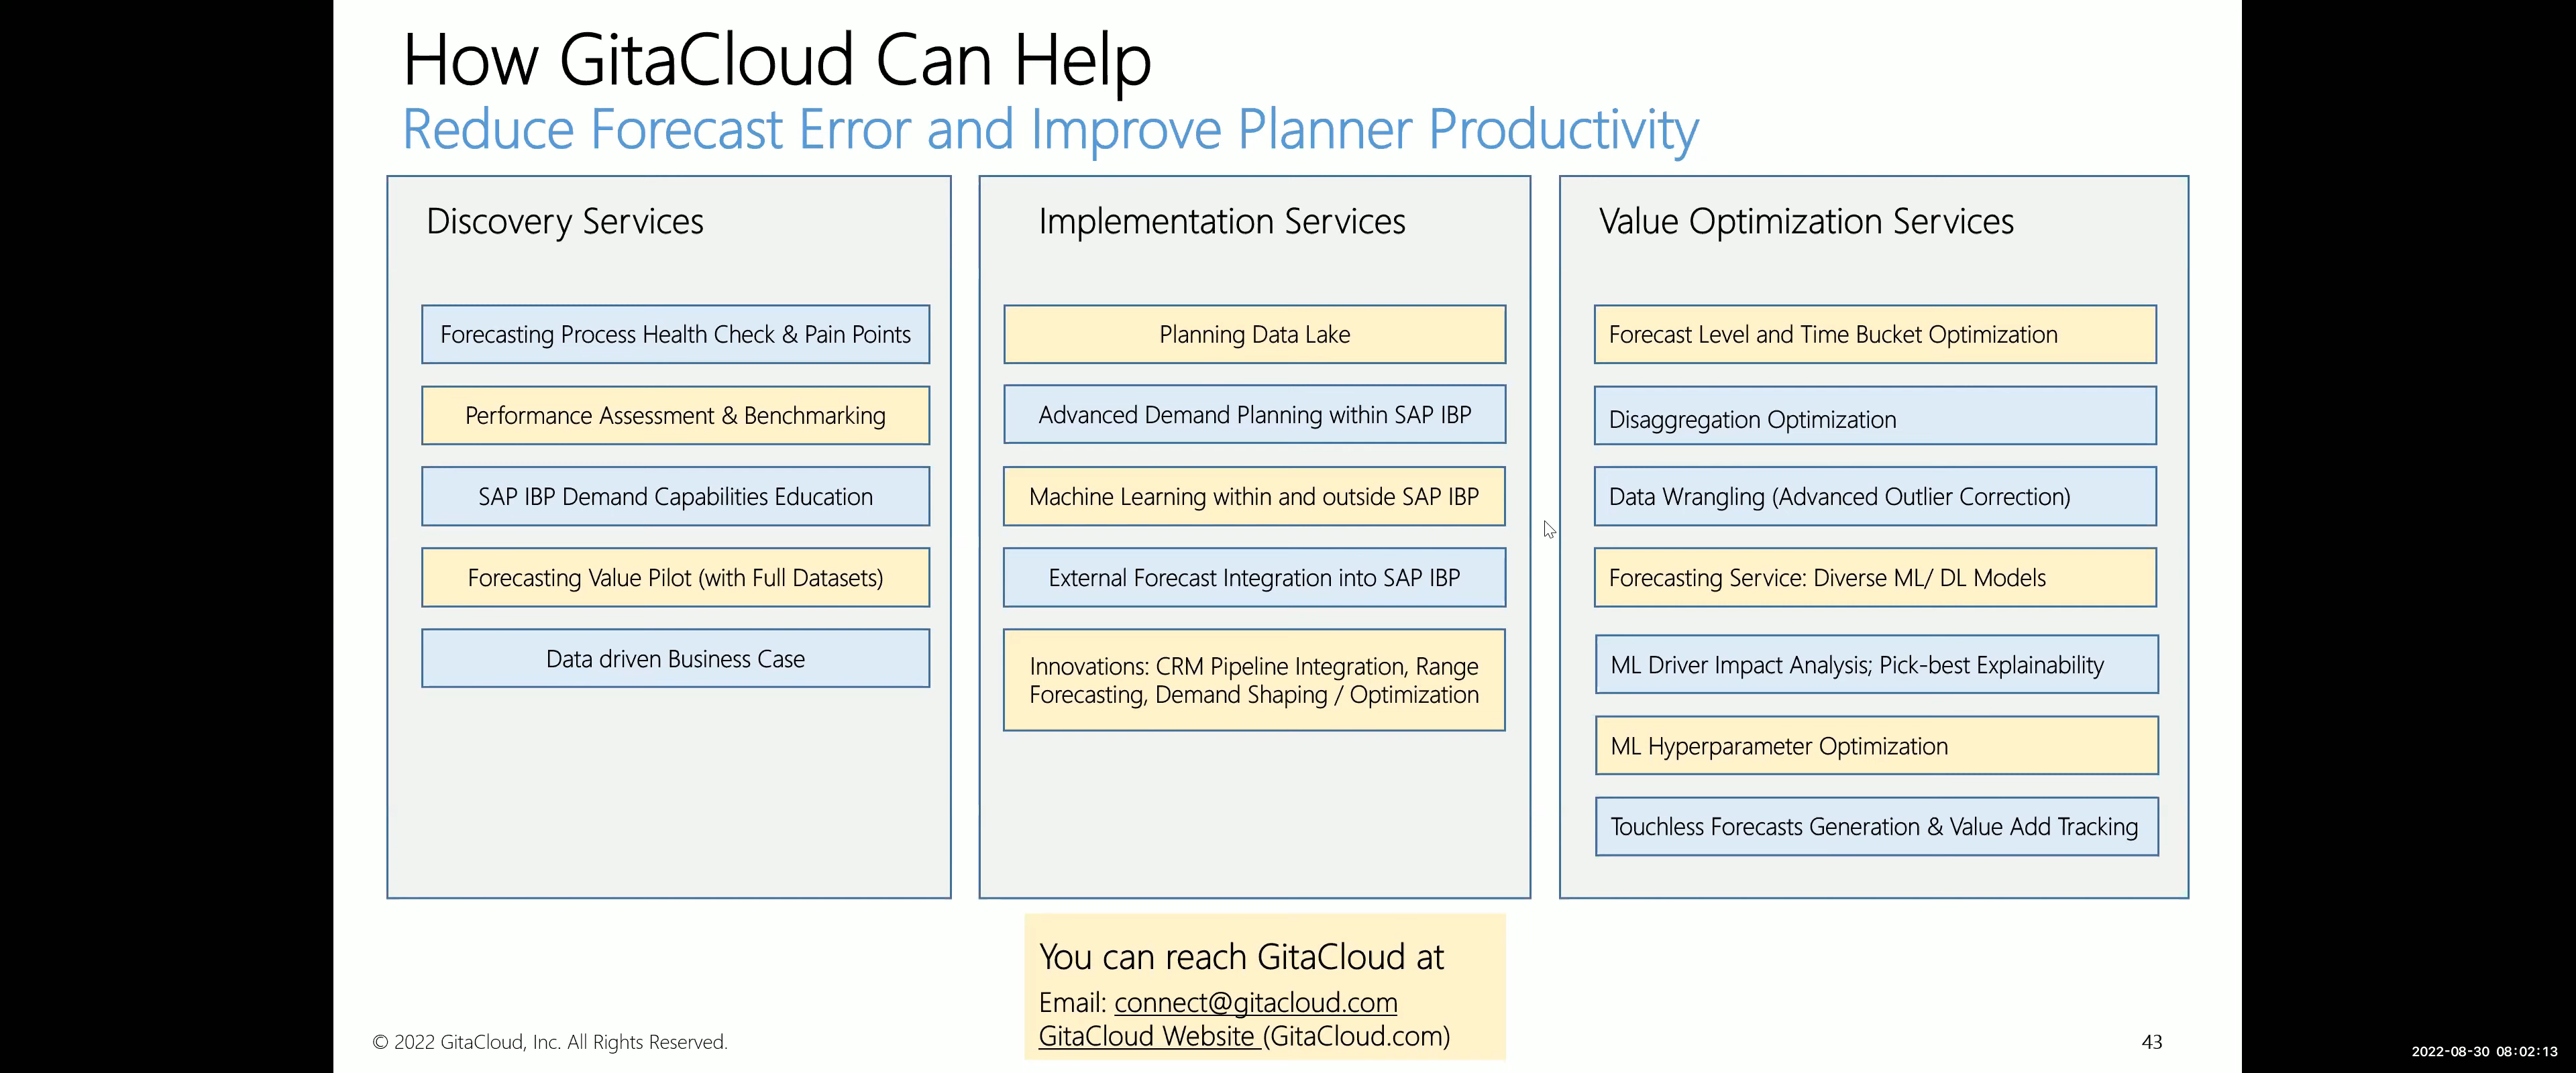 How GitaCloud Can Help
Reduce Forecast Error and Improve Planner Productivity
Discovery Services
Forecasting Process Health Check & Pain Points
Performance Assessment & Benchmarking
SAP IBP Demand Capabilities Education
Forecasting Value Pilot (with Full Datasets)
Data driven Business Case
Implementation Services
Planning Data Lake
Advanced Demand Planning within SAP IBP
Machine Learning within and outside SAP IBP
External Forecast Integration into SAP IBP
Innovations: CRM Pipeline Integration, Range
Forecasting, Demand Shaping / Optimization
Value Optimization Services
Forecast Level and Time Bucket Optimization
Disaggregation Optimization
Data Wrangling (Advanced Outlier Correction)
Forecasting Service: Diverse ML/ DL Models
ML Driver Impact Analysis; Pick-best Explainability
ML Hyperparameter Optimization
Touchless Forecasts Generation & Value Add Tracking
You can reach GitaCloud at
Email: connect@gitacloud.com
GitaCloud Website (GitaCloud.com)
© 2022 GitaCloud, Inc. All Rights Reserved.
43
2022-08-30 08:02:13